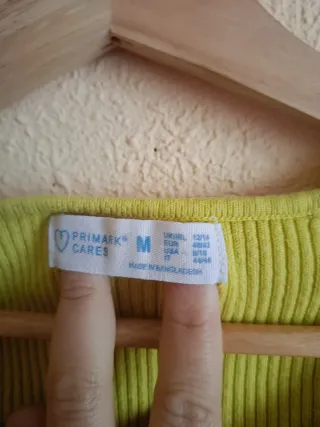 PRIMARK®
CARES
M
UK/IRL 12/14
EUR 40/42
USA 8/10
IT 44/46
MADE IN BANGLADESH